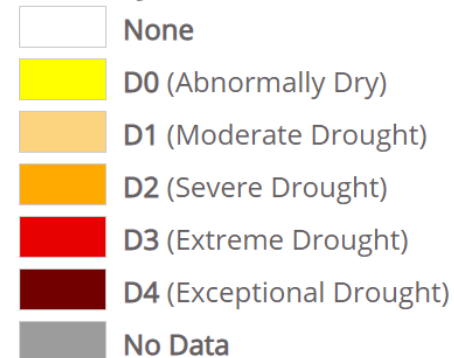 None
D0 (Abnormally Dry)
D1 (Moderate Drought)
D2 (Severe Drought)
D3 (Extreme Drought)
D4 (Exceptional Drought)
No Data